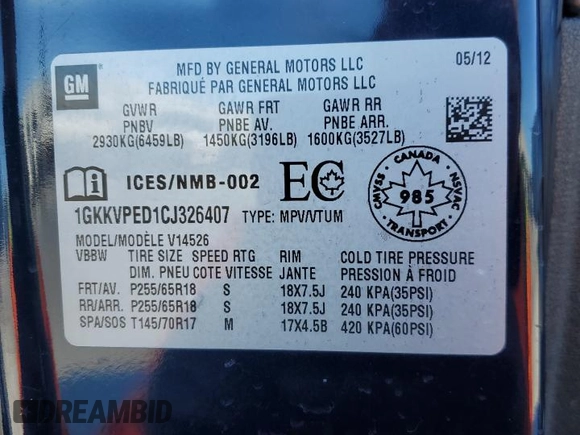 GM
MFD BY GENERAL MOTORS LLC
05/12
FABRIQUÉ PAR GENERAL MOTORS LLC
GVWR GAWR FRT GAWR RR
PNBV PNBE AV. PNBE ARR.
2930KG(6459LB) 1450KG(3196LB) 1600KG(3527LB)
ICES/NMB-002
EC
CANADA
CMVSS 985 NSVAC
TRANSPORT
1GKKVPED1CJ326407 TYPE: MPV/VTUM
MODEL/MODÈLE V14526
VBBW TIRE SIZE SPEED RTG RIM COLD TIRE PRESSURE
DIM. PNEU COTE VITESSE JANTE PRESSION À FROID
FRT/AV. P255/65R18 S 18X7.5J 240 KPA(35PSI)
RR/ARR. P255/65R18 S 18X7.5J 240 KPA(35PSI)
SPA/SOS T145/70R17 M 17X4.5B 420 KPA(60PSI)
DREAMBID